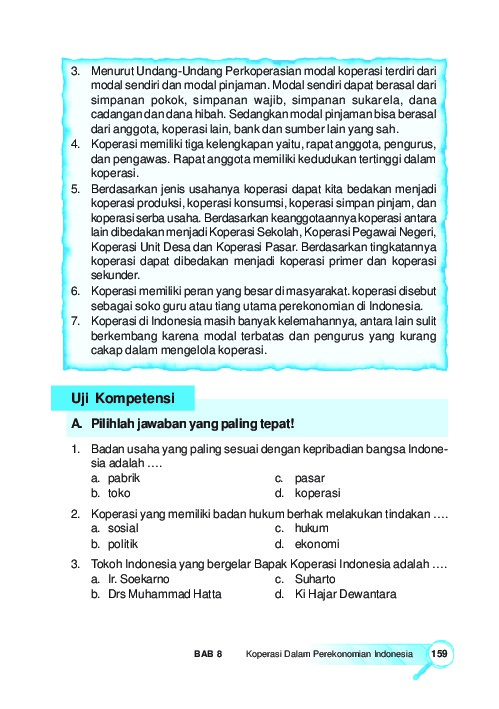 3. Menurut Undang-Undang Perkoperasian modal koperasi terdiri dari
modal sendiri dan modal pinjaman. Modal sendiri dapat berasal dari
simpanan pokok, simpanan wajib, simpanan sukarela, dana
cadangan dan dana hibah. Sedangkan modal pinjaman bisa berasal
dari anggota, koperasi lain, bank dan sumber lain yang sah.
4. Koperasi memiliki tiga kelengkapan yaitu, rapat anggota, pengurus,
dan pengawas. Rapat anggota memiliki kedudukan tertinggi dalam
koperasi.
5. Berdasarkan jenis usahanya koperasi dapat kita bedakan menjadi
koperasi produksi, koperasi konsumsi, koperasi simpan pinjam, dan
koperasi serba usaha. Berdasarkan keanggotaannya koperasi antara
lain dibedakan menjadi Koperasi Sekolah, Koperasi Pegawai Negeri,
Koperasi Unit Desa dan Koperasi Pasar. Berdasarkan tingkatannya
koperasi dapat dibedakan menjadi koperasi primer dan koperasi
sekunder.
6. Koperasi memiliki peran yang besar di masyarakat. koperasi disebut
sebagai soko guru atau tiang utama perekonomian di Indonesia.
7. Koperasi di Indonesia masih banyak kelemahannya, antara lain sulit
berkembang karena modal terbatas dan pengurus yang kurang
cakap dalam mengelola koperasi.
Uji Kompetensi
A. Pilihlah jawaban yang paling tepat!
1. Badan usaha yang paling sesuai dengan kepribadian bangsa Indone-
sia adalah ….
a. pabrik c. pasar
b. toko d. koperasi
2. Koperasi yang memiliki badan hukum berhak melakukan tindakan ….
a. sosial c. hukum
b. politik d. ekonomi
3. Tokoh Indonesia yang bergelar Bapak Koperasi Indonesia adalah ….
a. Ir. Soekarno c. Suharto
b. Drs Muhammad Hatta d. Ki Hajar Dewantara
BAB 8 Koperasi Dalam Perekonomian Indonesia 159